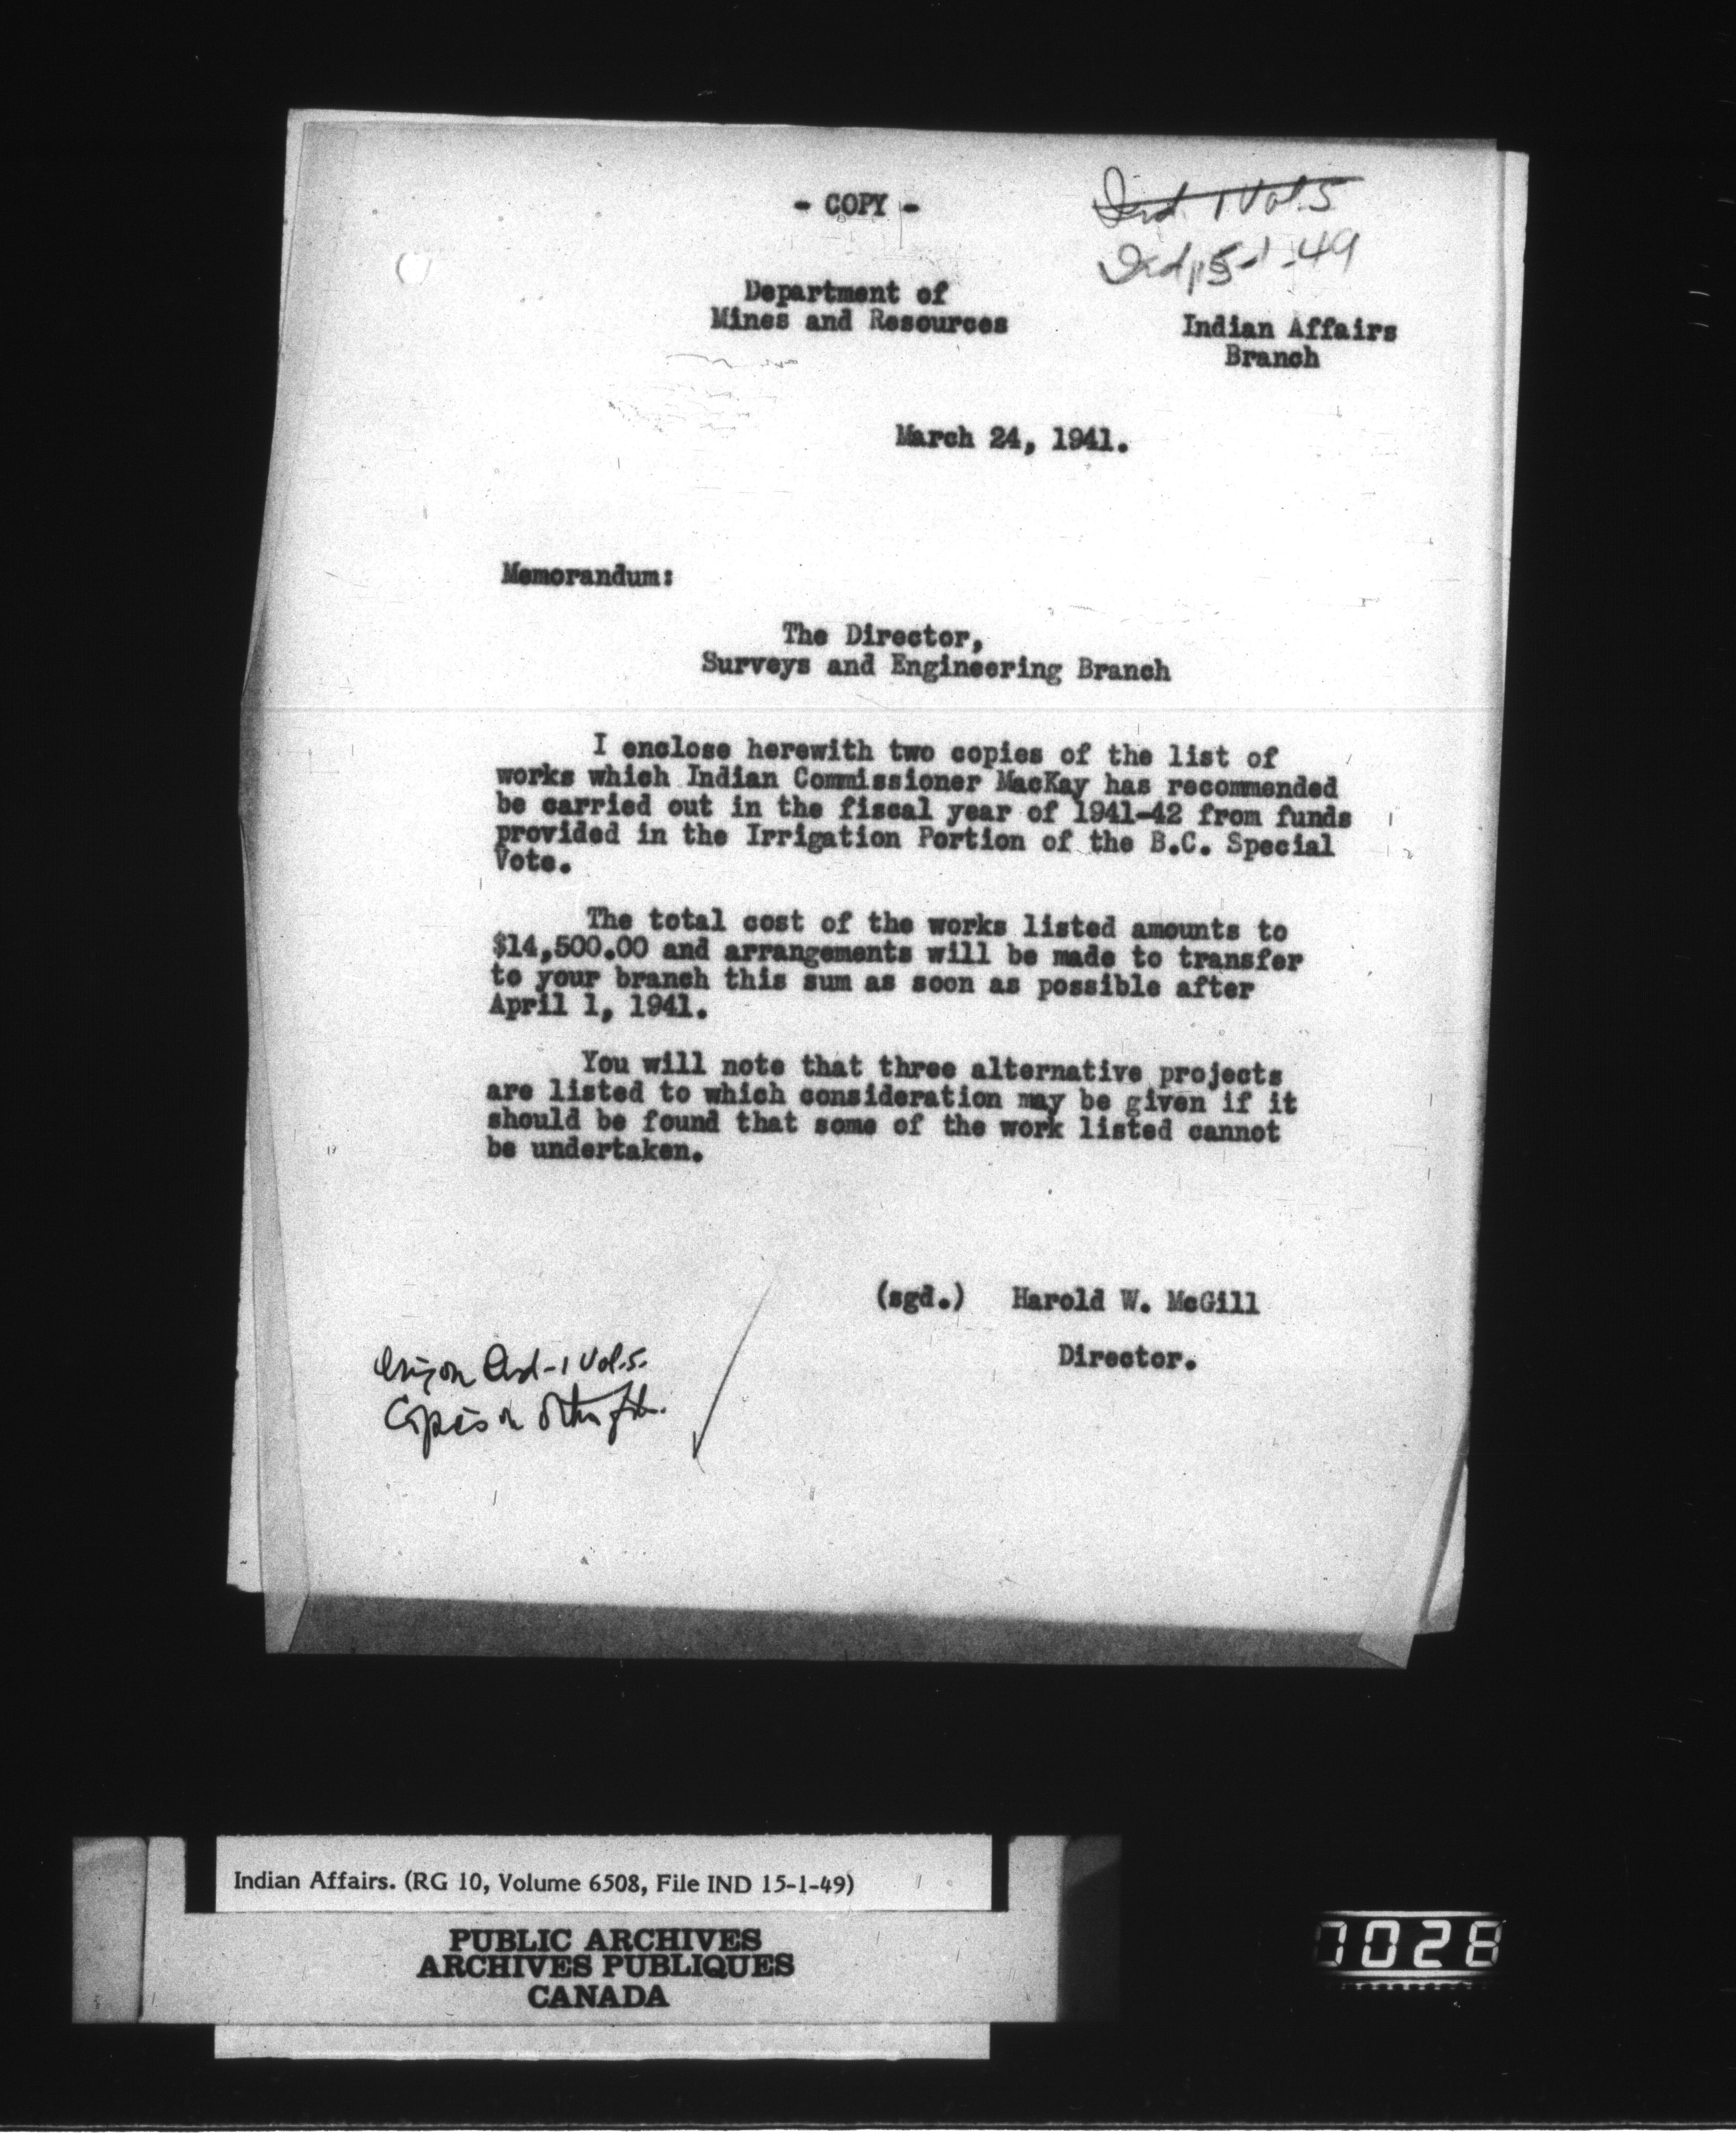 - COPY -
Ind. 1 Vol. 5
Ind. 15-1-49
Department of
Mines and Resources
Indian Affairs
Branch
March 24, 1941.
Memorandum:
The Director,
Surveys and Engineering Branch
I enclose herewith two copies of the list of
works which Indian Commissioner MacKay has recommended
be carried out in the fiscal year of 1941-42 from funds
provided in the Irrigation Portion of the B.C. Special
Vote.
The total cost of the works listed amounts to
$14,500.00 and arrangements will be made to transfer
to your branch this sum as soon as possible after
April 1, 1941.
You will note that three alternative projects
are listed to which consideration may be given if it
should be found that some of the work listed cannot
be undertaken.
(sgd.) Harold W. McGill
Director.
-1 Vol. 5.
Copies on
Indian Affairs. (RG 10, Volume 6508, File IND 15-1-49)
PUBLIC ARCHIVES
ARCHIVES PUBLIQUES
CANADA
0028